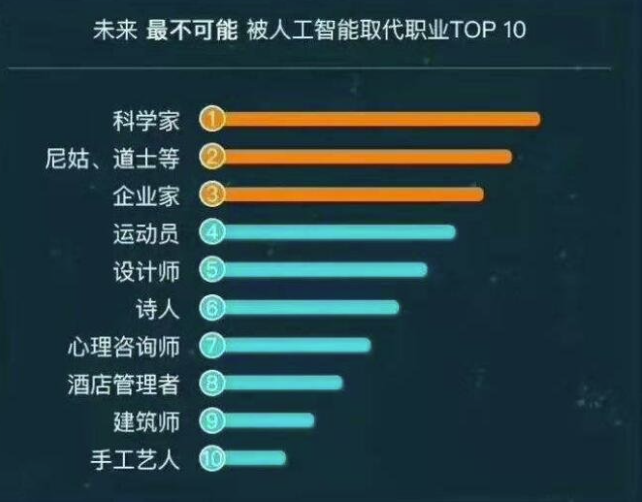 未来 最不可能 被人工智能取代职业TOP 10
科学家 1
尼姑、道士等 2
企业家 3
运动员 4
设计师 5
诗人 6
心理咨询师 7
酒店管理者 8
建筑师 9
手工艺人 10